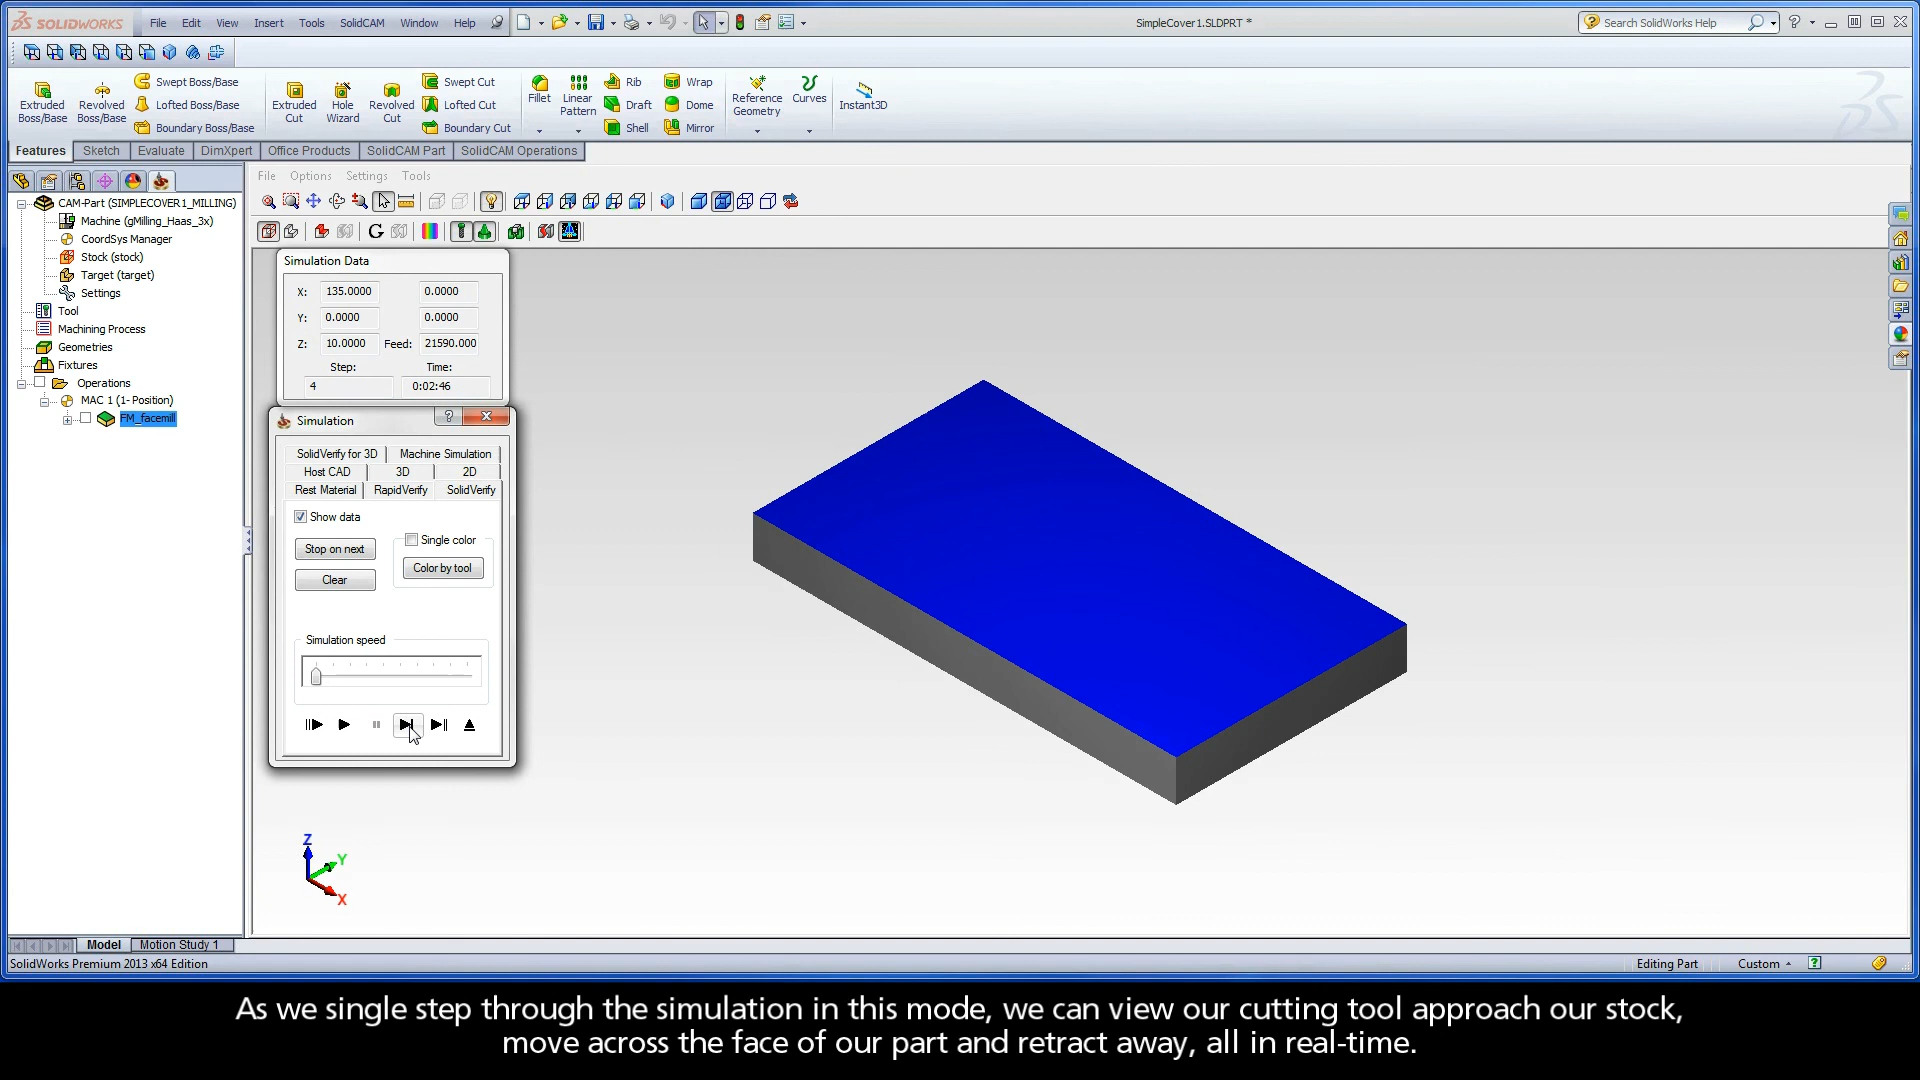 SOLIDWORKS File Edit View Insert Tools SolidCAM Window Help SimpleCover1.SLDPRT * Search SolidWorks Help
Extruded Boss/Base
Revolved Boss/Base
Swept Boss/Base
Lofted Boss/Base
Boundary Boss/Base
Extruded Cut
Hole Wizard
Revolved Cut
Swept Cut
Lofted Cut
Boundary Cut
Fillet
Linear Pattern
Rib
Draft
Shell
Wrap
Dome
Mirror
Reference Geometry
Curves
Instant3D
Features Sketch Evaluate DimXpert Office Products SolidCAM Part SolidCAM Operations
File Options Settings Tools
CAM-Part (SIMPLECOVER1_MILLING)
Machine (gMilling_Haas_3x)
CoordSys Manager
Stock (stock)
Target (target)
Settings
Tool
Machining Process
Geometries
Fixtures
Operations
MAC 1 (1- Position)
FM_facemill
Simulation Data
X: 135.0000 0.0000
Y: 0.0000 0.0000
Z: 10.0000 Feed: 21590.000
Step: Time:
4 0:02:46
Simulation
SolidVerify for 3D Machine Simulation
Host CAD 3D 2D
Rest Material RapidVerify SolidVerify
Show data
Stop on next
Single color
Clear
Color by tool
Simulation speed
Z
Y
X
Model Motion Study 1
SolidWorks Premium 2013 x64 Edition Editing Part Custom
As we single step through the simulation in this mode, we can view our cutting tool approach our stock,
move across the face of our part and retract away, all in real-time.